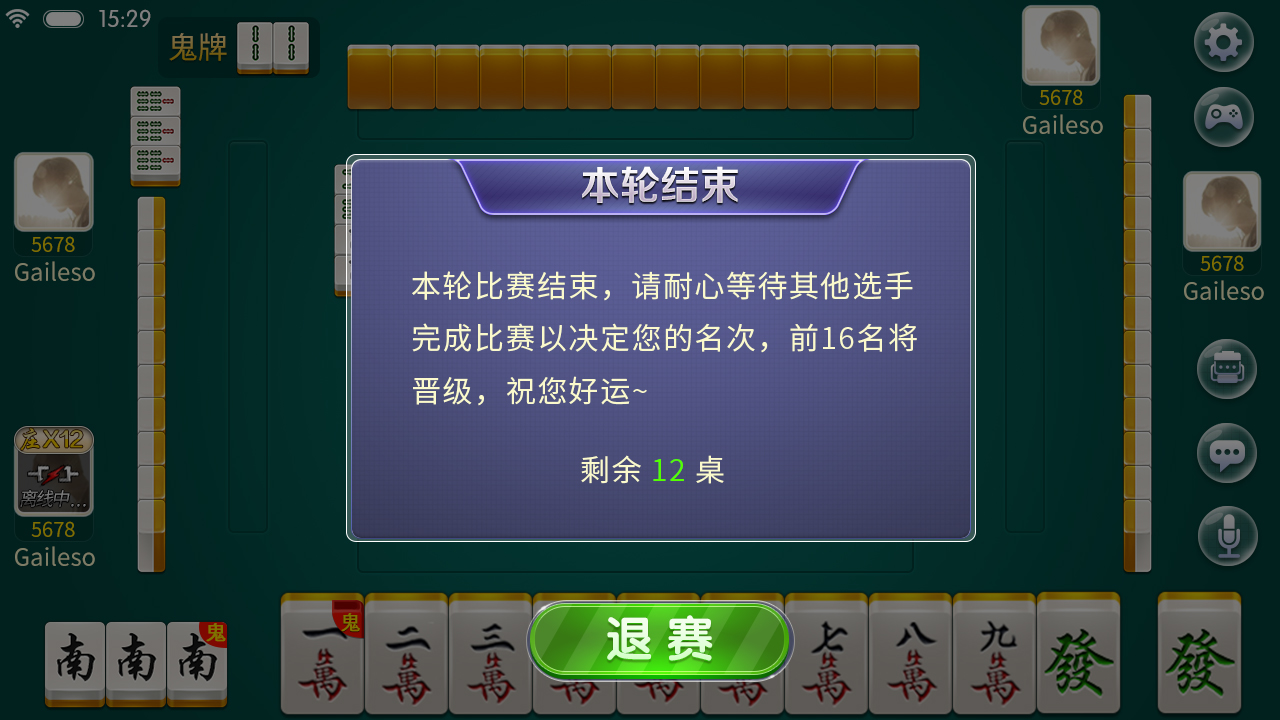 15:29
鬼牌
5678
Gaileso
5678
Gaileso
5678
Gaileso
本轮结束
本轮比赛结束，请耐心等待其他选手
完成比赛以决定您的名次，前16名将
晋级，祝您好运~
剩余 12 桌
庄X12
离线中...
5678
Gaileso
退赛
南 南 南 鬼
一萬 鬼 二萬 三萬 萬 萬 萬 七萬 八萬 九萬 發 發